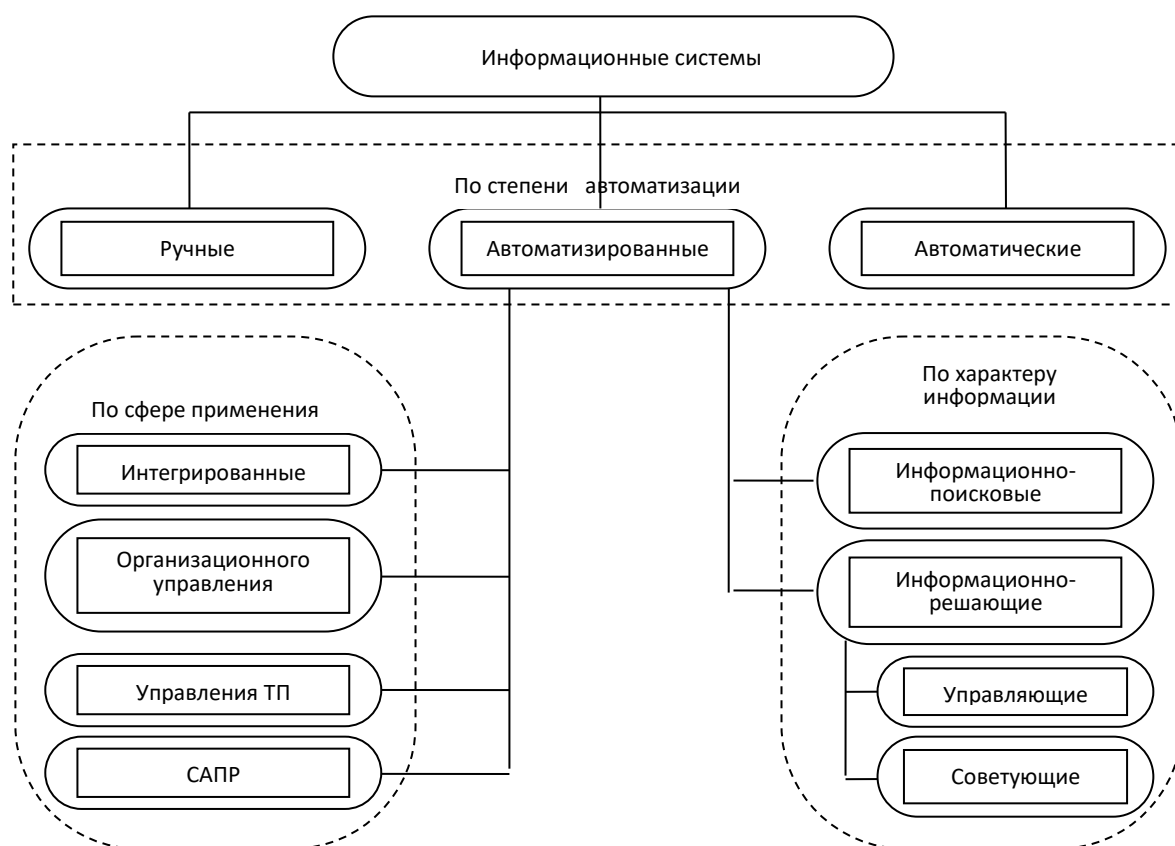 Информационные системы
По степени автоматизации
Ручные
Автоматизированные
Автоматические
По сфере применения
Интегрированные
Организационного
управления
Управления ТП
САПР
По характеру
информации
Информационно-
поисковые
Информационно-
решающие
Управляющие
Советующие